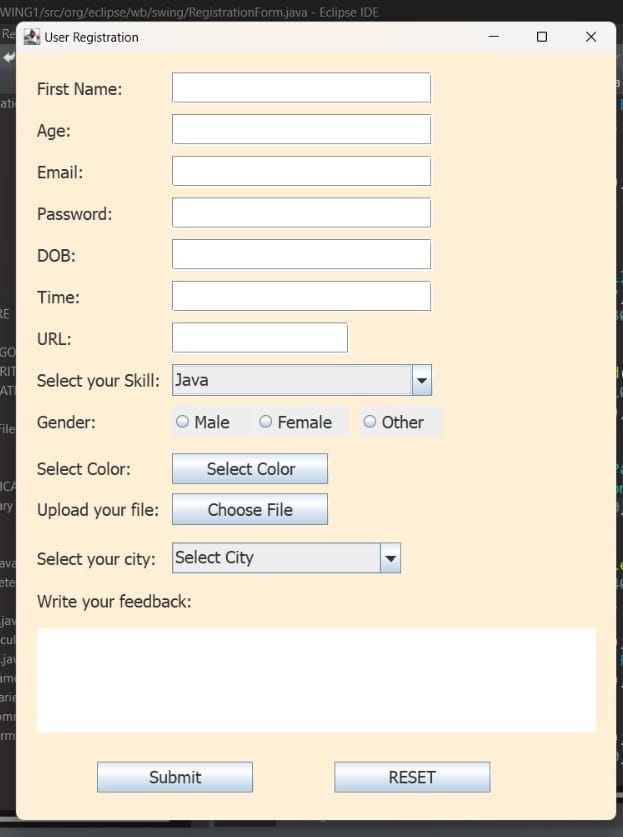 WING1/src/org/eclipse/wb/swing/RegistrationForm.java - Eclipse IDE
User Registration
First Name:
Age:
Email:
Password:
DOB:
Time:
URL:
Select your Skill: Java
Gender: Male Female Other
Select Color: Select Color
Upload your file: Choose File
Select your city: Select City
Write your feedback:
Submit RESET